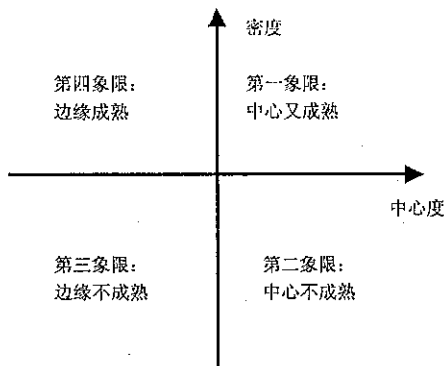 密度
第四象限：
边缘成熟
第一象限：
中心又成熟
中心度
第三象限：
边缘不成熟
第二象限：
中心不成熟